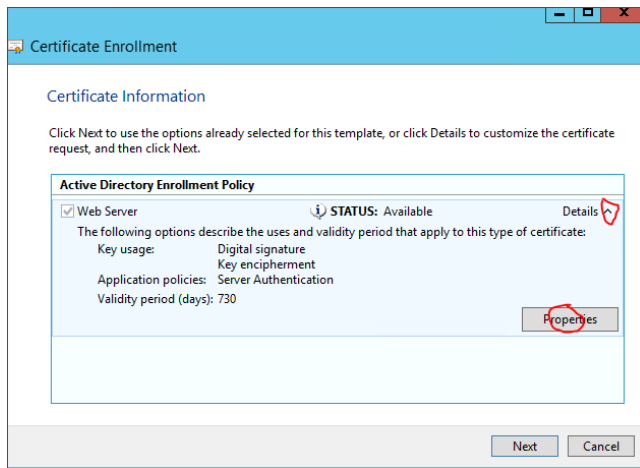 Certificate Enrollment
Certificate Information
Click Next to use the options already selected for this template, or click Details to customize the certificate
request, and then click Next.
Active Directory Enrollment Policy
Web Server STATUS: Available Details
The following options describe the uses and validity period that apply to this type of certificate:
Key usage: Digital signature
Key encipherment
Application policies: Server Authentication
Validity period (days): 730
Properties
Next Cancel